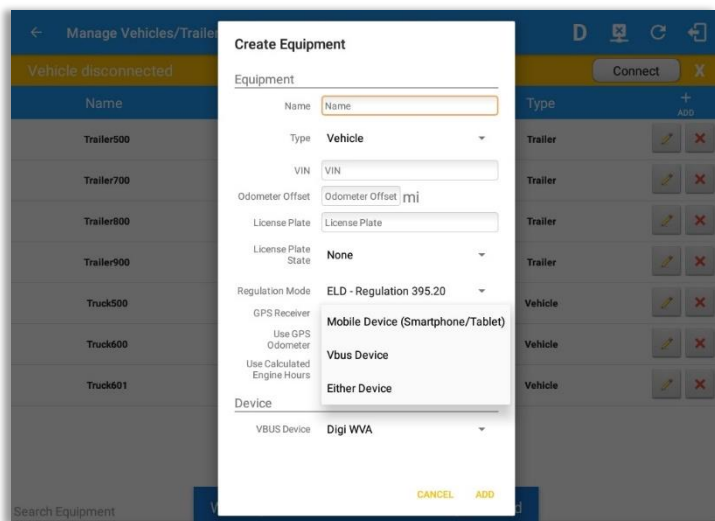 Manage Vehicles/Trailer
D
Vehicle disconnected
Connect
X
Name
Type
ADD
Trailer500
Trailer
Trailer700
Trailer
Trailer800
Trailer
Trailer900
Trailer
Truck500
Vehicle
Truck600
Vehicle
Truck601
Vehicle
Search Equipment
W
d
Create Equipment
Equipment
Name
Name
Type
Vehicle
VIN
VIN
Odometer Offset
Odometer Offset
mi
License Plate
License Plate
License Plate
State
None
Regulation Mode
ELD - Regulation 395.20
GPS Receiver
Mobile Device (Smartphone/Tablet)
Use GPS
Odometer
Vbus Device
Use Calculated
Engine Hours
Either Device
Device
VBUS Device
Digi WVA
CANCEL
ADD